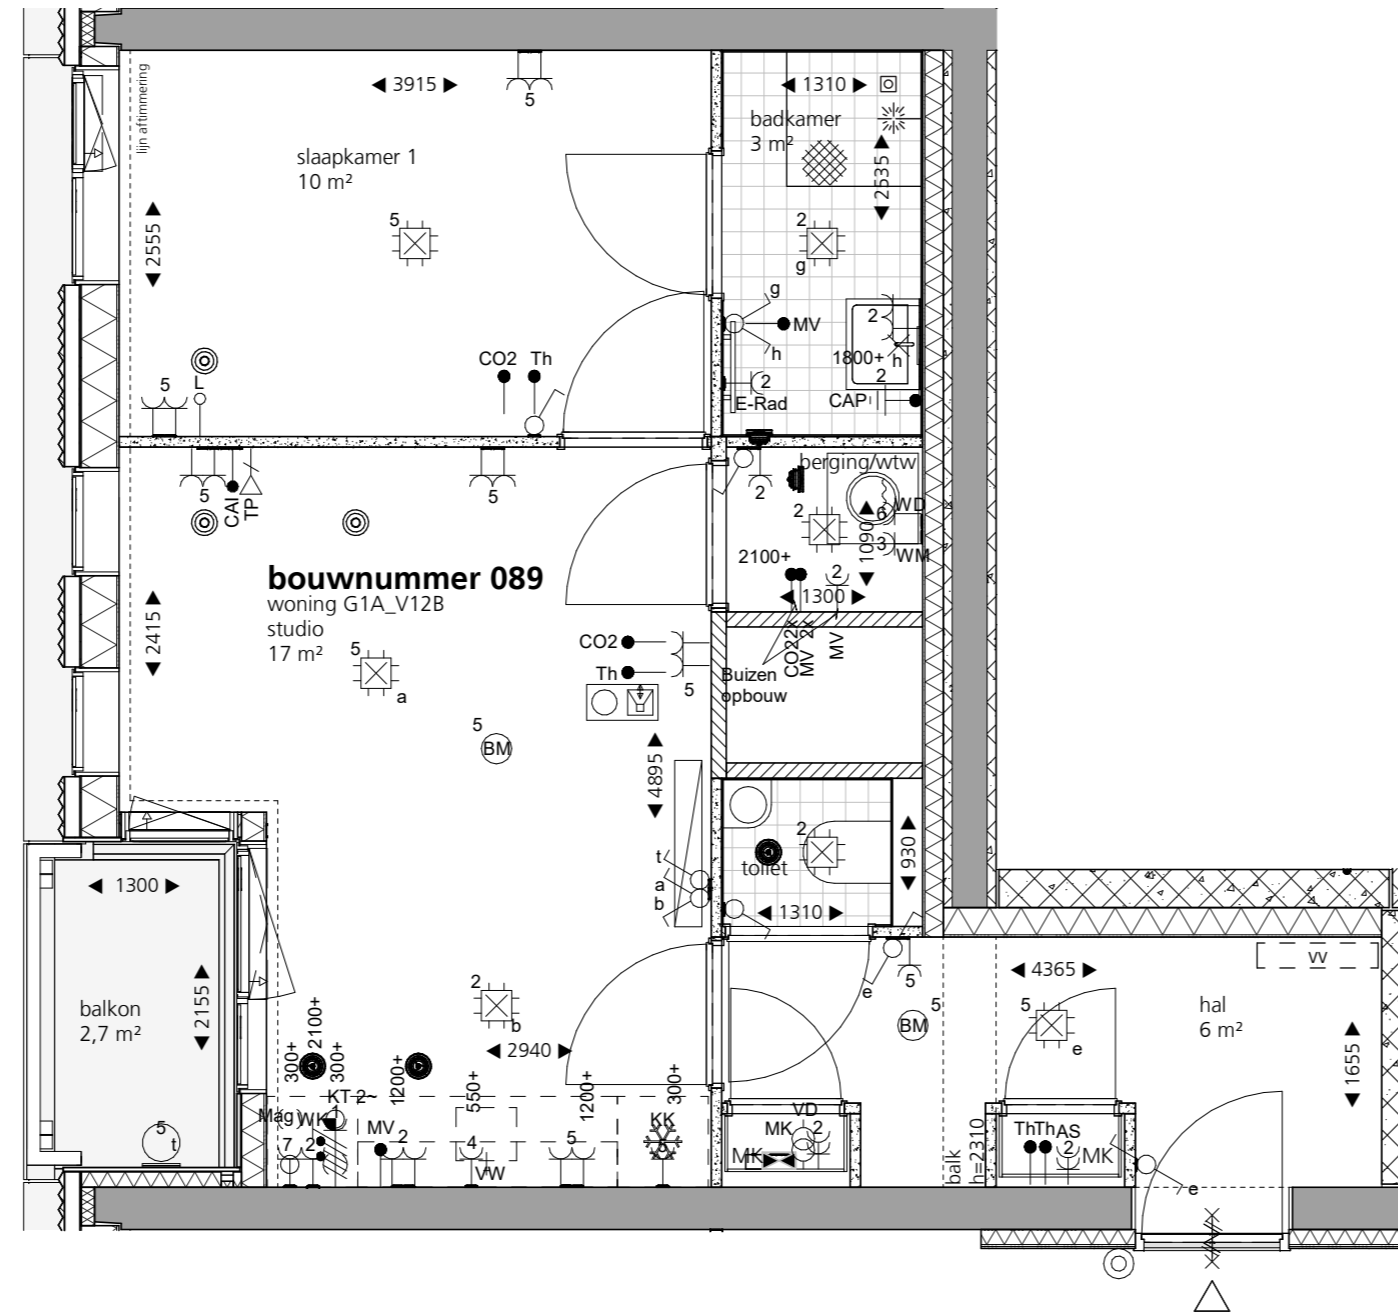 lijn aftimmering
3915
5
1310
badkamer
3 m²
slaapkamer 1
10 m²
2535
2555
5
2
g
g
MV
h
2
1800+ h
2
CAP
2
E-Rad
CO2 Th
5
L
5
CAI
TP
5
2
berging/wtw
WD
6
3
WM
2
1090
2100+
2
1300
CO2 2x
MV 2x
MV
Buizen
opbouw
bouwnummer 089
woning G1A_V12B
studio
17 m²
2415
5
a
CO2
Th
5
5
BM
4895
t
a
b
2
toilet
930
1310
1300
balkon
2,7 m²
2155
5
t
2
b
2940
e
5
5
BM
4365
5
e
VV
hal
6 m²
1655
300+
2100+
300+
1200+
550+
1200+
300+
KT 2~
Mag
WK
7
2
MV
2
4
VW
5
KK
5
VD
MK
2
MK
balk
h=2310
Th Th AS
2
MK
e